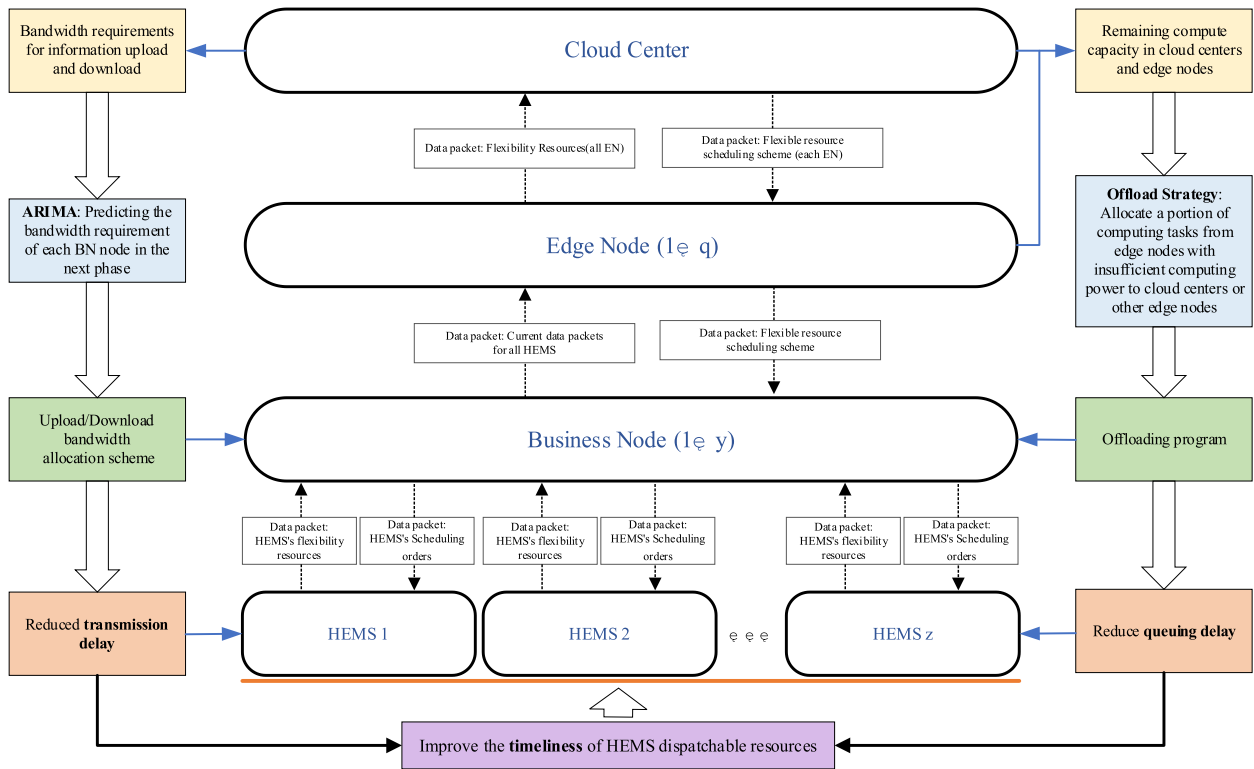 Bandwidth requirements
for information upload
and download
Cloud Center
Remaining compute
capacity in cloud centers
and edge nodes
Data packet: Flexibility Resources(all EN)
Data packet: Flexible resource
scheduling scheme (each EN)
ARIMA: Predicting the
bandwidth requirement
of each BN node in the
next phase
Edge Node (1ę q)
Offload Strategy:
Allocate a portion of
computing tasks from
edge nodes with
insufficient computing
power to cloud centers or
other edge nodes
Data packet: Current data packets
for all HEMS
Data packet: Flexible resource
scheduling scheme
Upload/Download
bandwidth
allocation scheme
Business Node (1ę y)
Offloading program
Data packet:
HEMS's flexibility
resources
Data packet:
HEMS's Scheduling
orders
Data packet:
HEMS's flexibility
resources
Data packet:
HEMS's Scheduling
orders
Data packet:
HEMS's flexibility
resources
Data packet:
HEMS's Scheduling
orders
Reduced transmission
delay
HEMS 1
HEMS 2
ę ę ę
HEMS z
Reduce queuing delay
Improve the timeliness of HEMS dispatchable resources